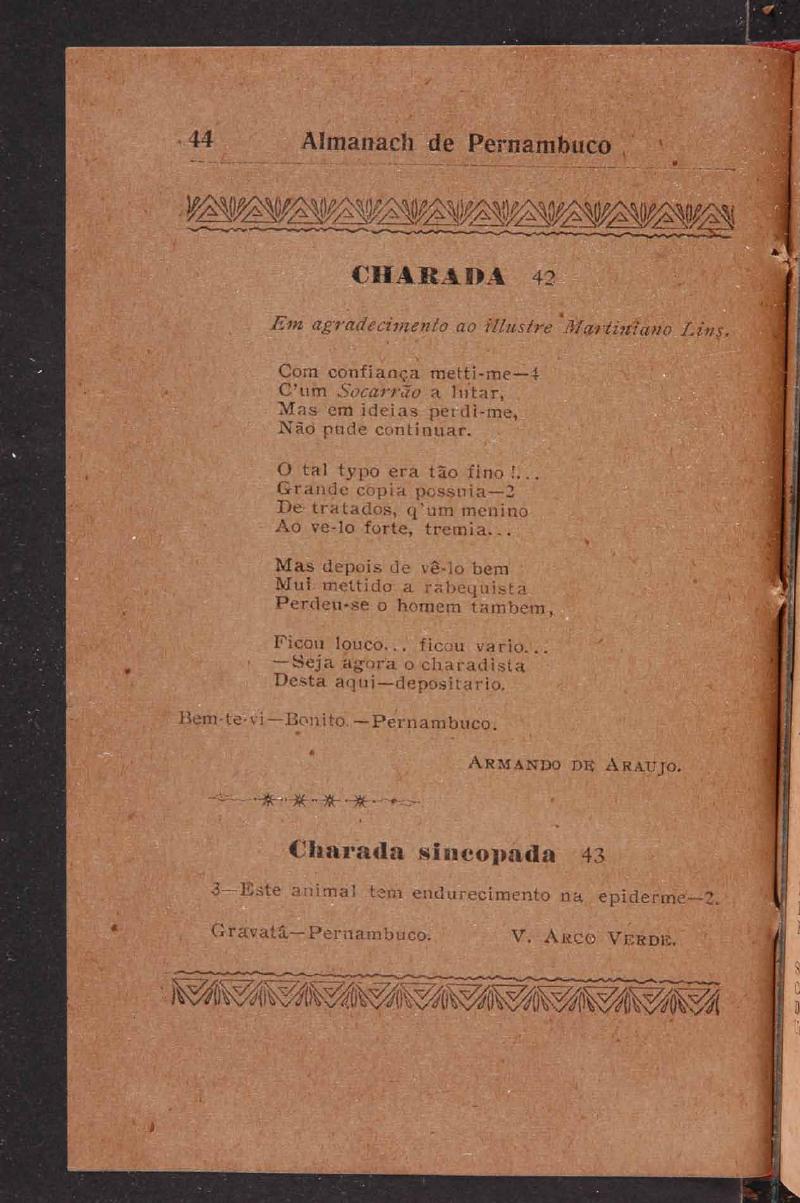 44 Almanach de Pernambuco
CHARADA 42
Em agradecimento ao illustre Martiniano Lins.
Com confiança metti-me—4
C'um Socarrão a lutar,
Mas em ideias perdi-me,
Não pude continuar.
O tal typo era tão fino!...
Grande copia possuia—2
De tratados, q'um menino
Ao ve-lo forte, tremia...
Mas depois de vê-lo bem
Mui mettido a rabequista
Perdeu-se o homem tambem,
Ficou louco... ficou vario...
—Seja agora o charadista
Desta aqui—depositario.
Bem-te-vi—Bonito.—Pernambuco.
ARMANDO DE ARAUJO.
Charada sincopada 43
3—Este animal tem endurecimento na epiderme—2.
Gravatá—Pernambuco. V. ARCO VERDE.